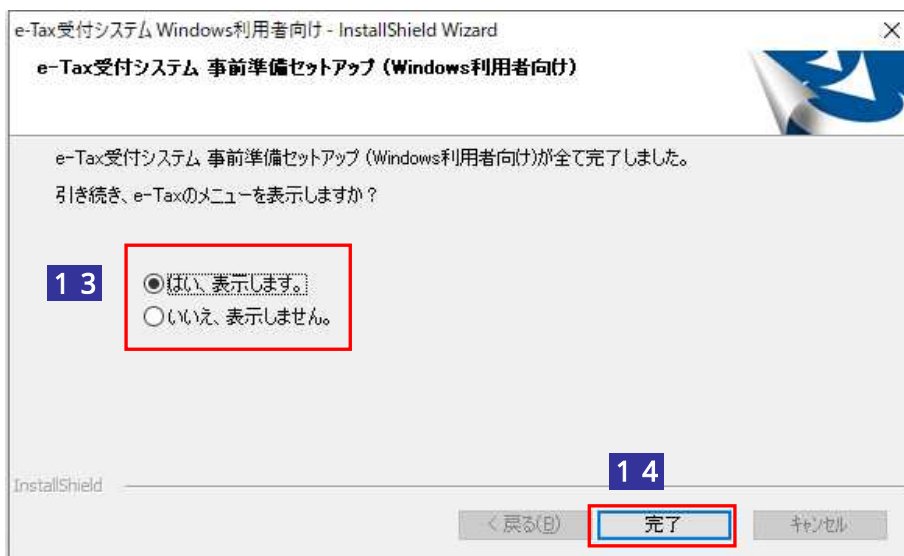 e-Tax受付システム Windows利用者向け - InstallShield Wizard
e-Tax受付システム 事前準備セットアップ (Windows利用者向け)
e-Tax受付システム 事前準備セットアップ (Windows利用者向け)が全て完了しました。
引き続き、e-Taxのメニューを表示しますか？
１３
はい、表示します。
いいえ、表示しません。
１４
InstallShield
< 戻る(B)
完了
キャンセル